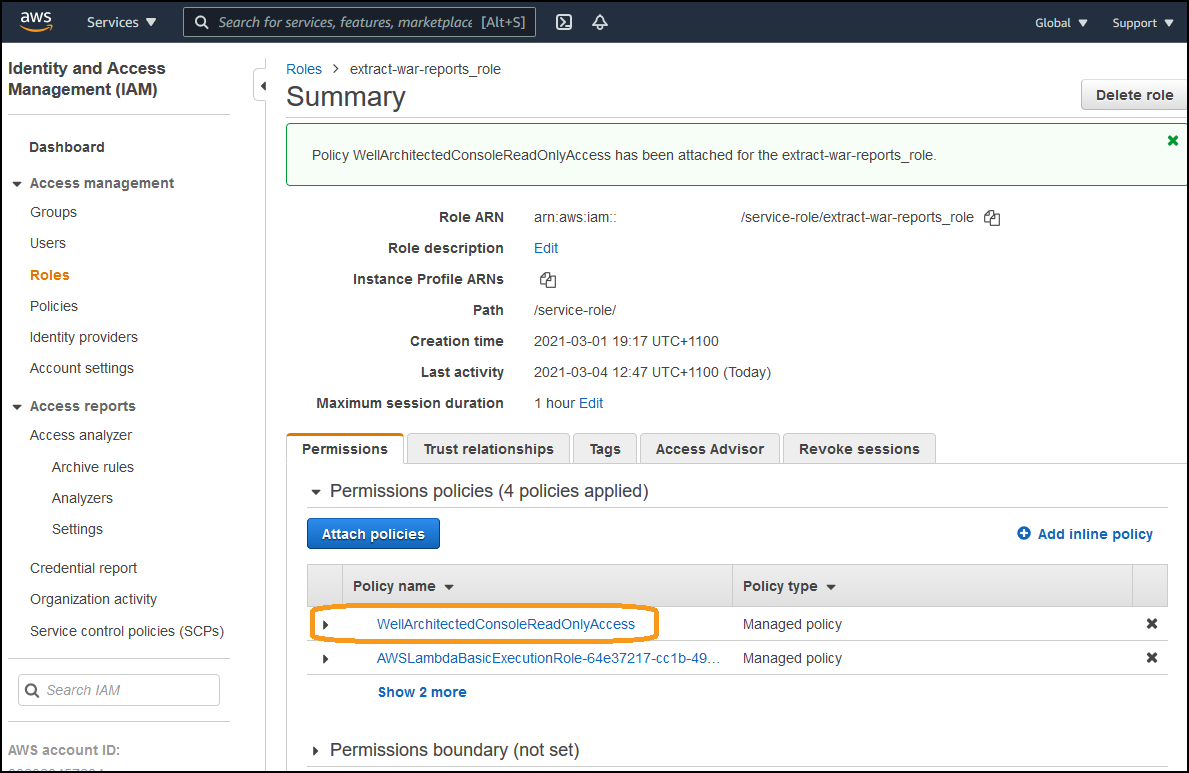 aws Services Search for services, features, marketplace [Alt+S] Global Support
Identity and Access
Management (IAM)
Dashboard
Access management
Groups
Users
Roles
Policies
Identity providers
Account settings
Access reports
Access analyzer
Archive rules
Analyzers
Settings
Credential report
Organization activity
Service control policies (SCPs)
Search IAM
AWS account ID:
Roles > extract-war-reports_role
Summary
Delete role
Policy WellArchitectedConsoleReadOnlyAccess has been attached for the extract-war-reports_role.
Role ARN arn:aws:iam:: /service-role/extract-war-reports_role
Role description Edit
Instance Profile ARNs
Path /service-role/
Creation time 2021-03-01 19:17 UTC+1100
Last activity 2021-03-04 12:47 UTC+1100 (Today)
Maximum session duration 1 hour Edit
Permissions Trust relationships Tags Access Advisor Revoke sessions
Permissions policies (4 policies applied)
Attach policies Add inline policy
Policy name Policy type
WellArchitectedConsoleReadOnlyAccess Managed policy
AWSLambdaBasicExecutionRole-64e37217-cc1b-49... Managed policy
Show 2 more
Permissions boundary (not set)